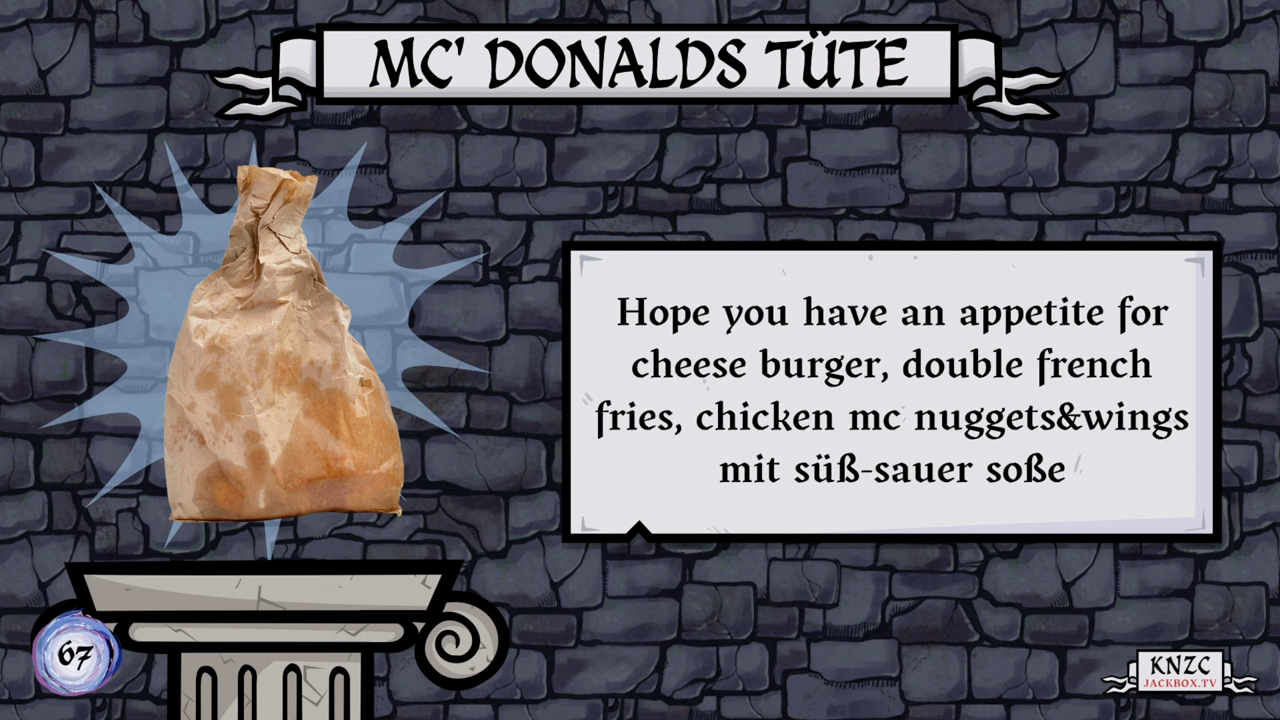 MC' DONALDS TÜTE
Hope you have an appetite for
cheese burger, double french
fries, chicken mc nuggets&wings
mit süß-sauer soße
67
KNZC
JACKBOX.TV